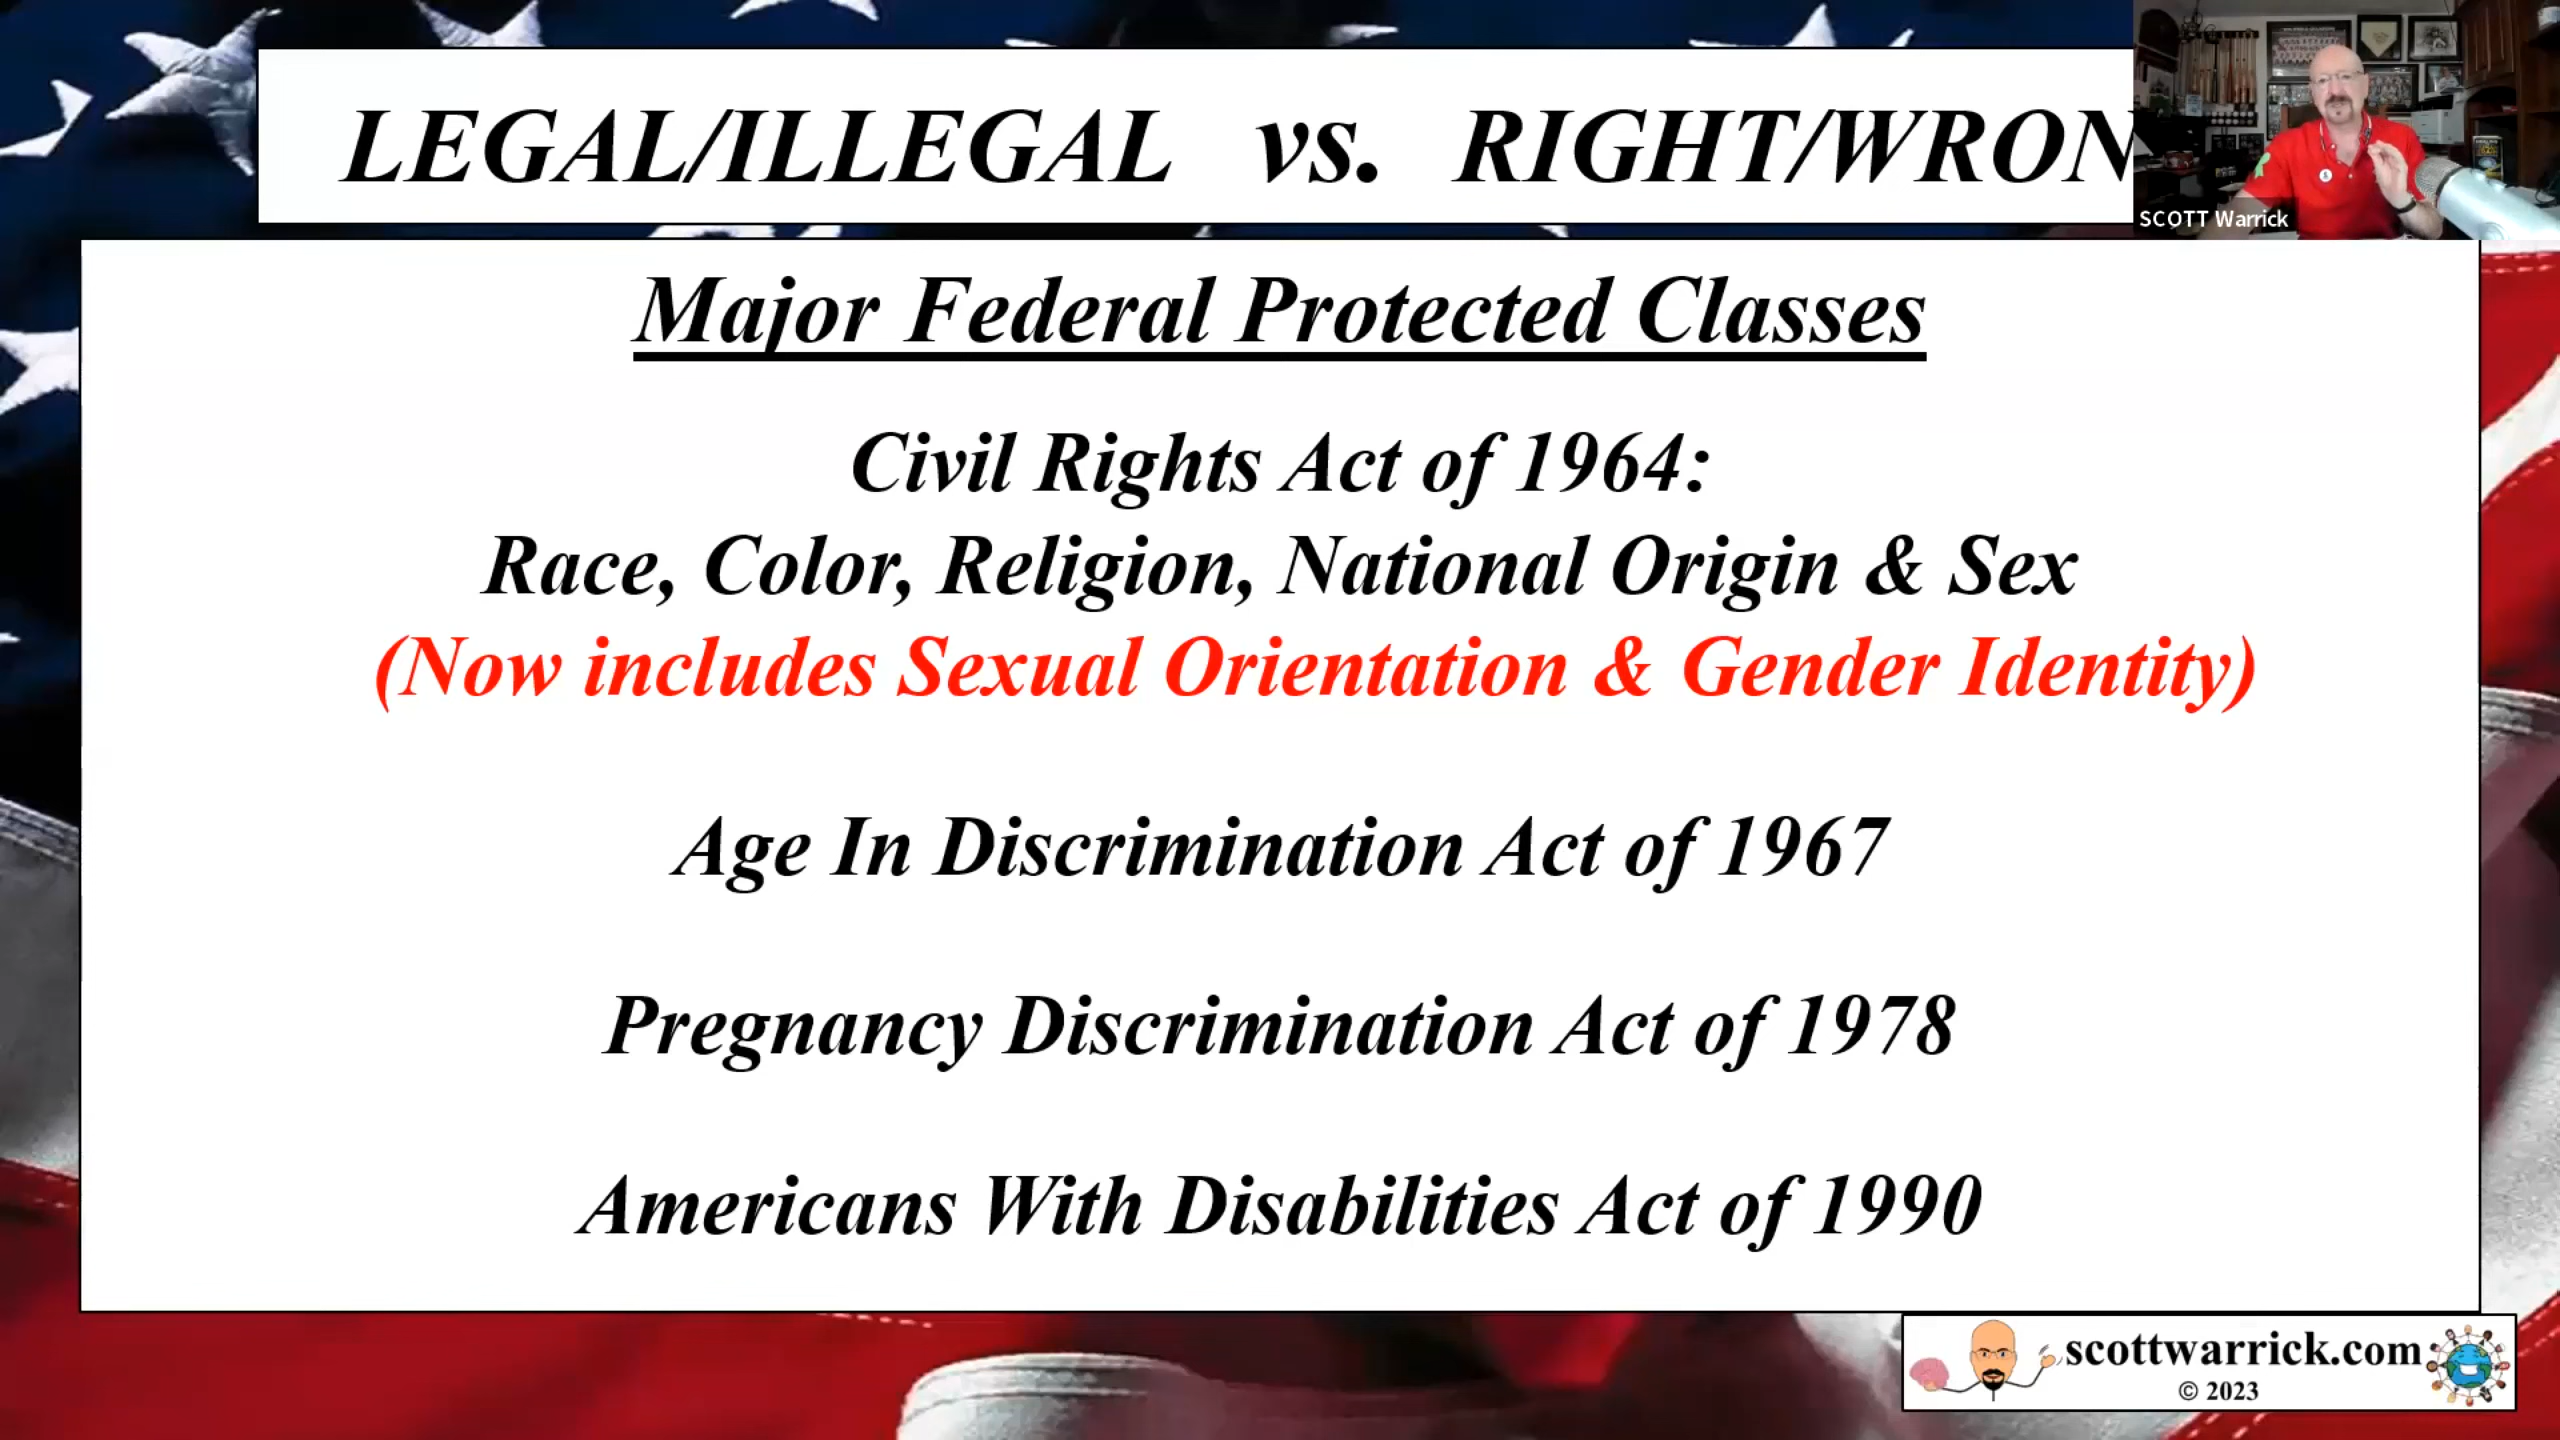 LEGAL/ILLEGAL vs. RIGHT/WRON
SCOTT Warrick
Major Federal Protected Classes
Civil Rights Act of 1964:
Race, Color, Religion, National Origin & Sex
(Now includes Sexual Orientation & Gender Identity)
Age In Discrimination Act of 1967
Pregnancy Discrimination Act of 1978
Americans With Disabilities Act of 1990
scottwarrick.com
© 2023